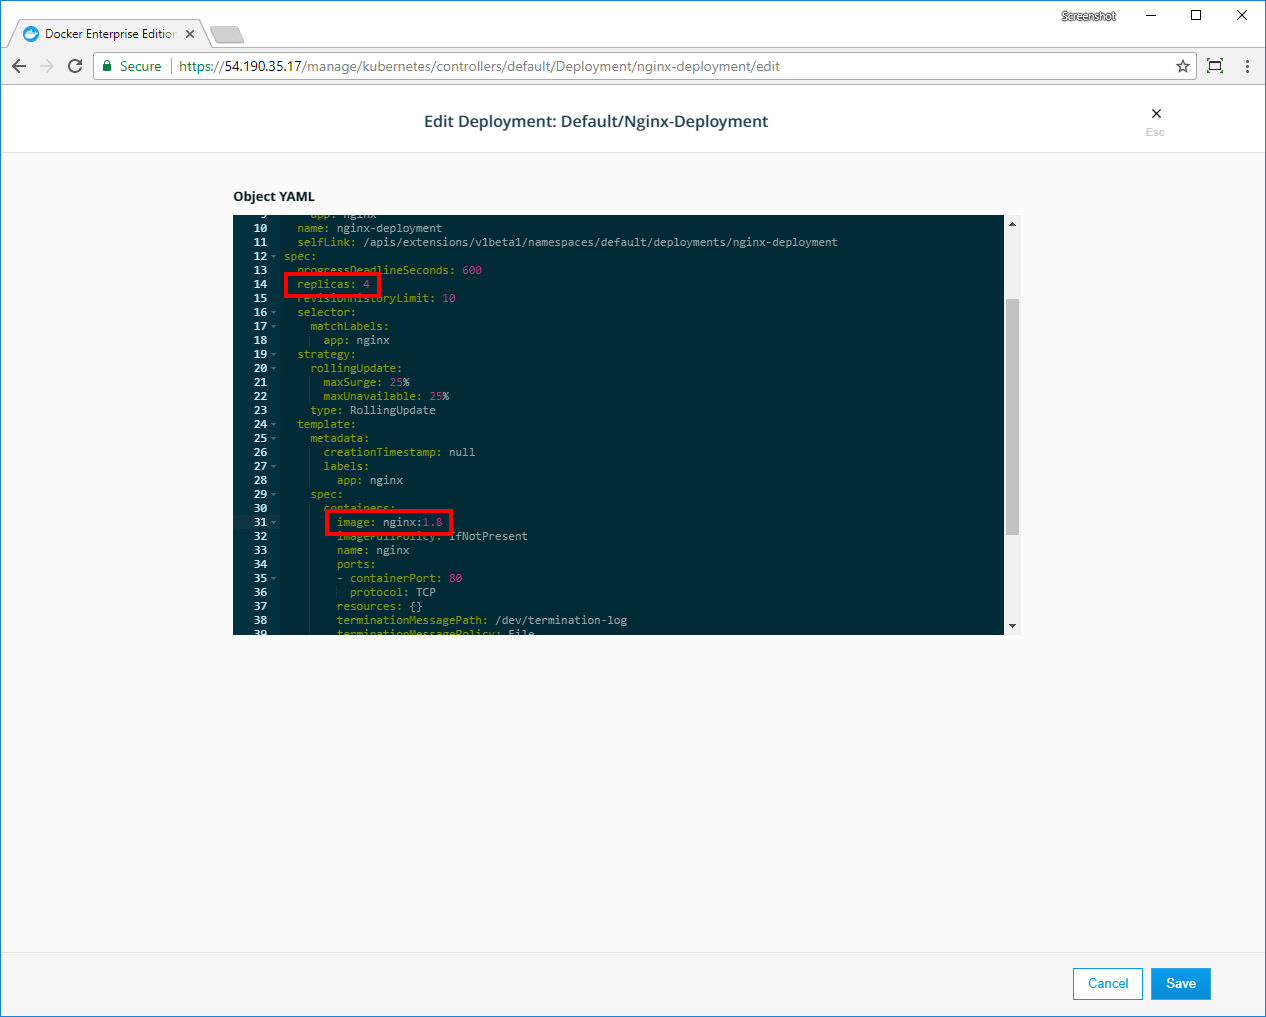 Screenshot
Docker Enterprise Edition
Secure
https://54.190.35.17/manage/kubernetes/controllers/default/Deployment/nginx-deployment/edit
Edit Deployment: Default/Nginx-Deployment
Esc
Object YAML
9 app: nginx
10 name: nginx-deployment
11 selfLink: /apis/extensions/v1beta1/namespaces/default/deployments/nginx-deployment
12 spec:
13 progressDeadlineSeconds: 600
14 replicas: 4
15 revisionHistoryLimit: 10
16 selector:
17 matchLabels:
18 app: nginx
19 strategy:
20 rollingUpdate:
21 maxSurge: 25%
22 maxUnavailable: 25%
23 type: RollingUpdate
24 template:
25 metadata:
26 creationTimestamp: null
27 labels:
28 app: nginx
29 spec:
30 containers:
31 image: nginx:1.8
32 imagePullPolicy: IfNotPresent
33 name: nginx
34 ports:
35 - containerPort: 80
36 protocol: TCP
37 resources: {}
38 terminationMessagePath: /dev/termination-log
39 terminationMessagePolicy: File
Cancel
Save